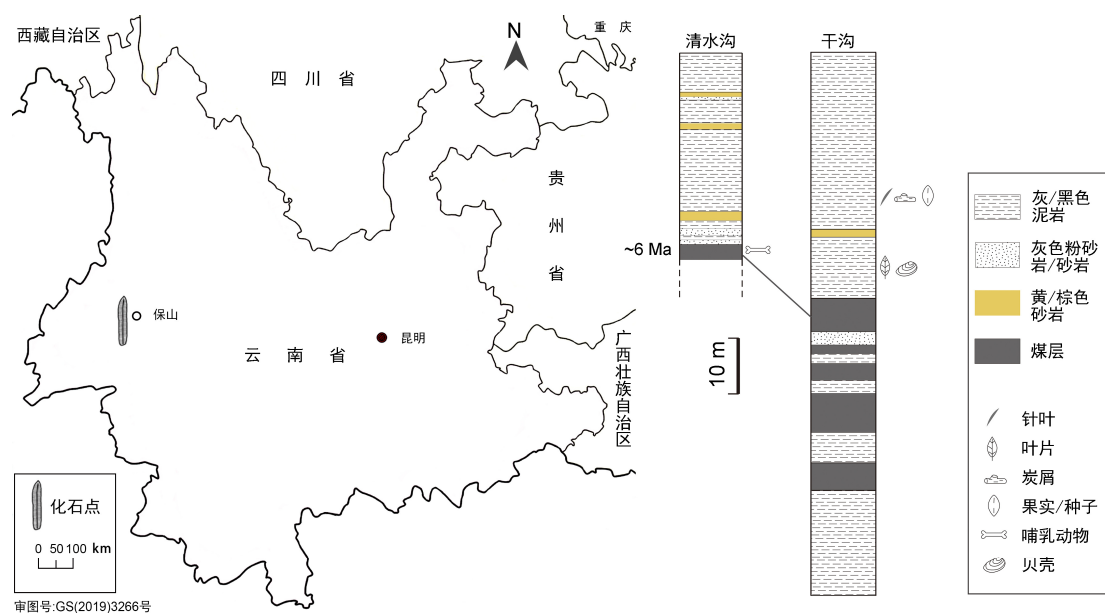 西藏自治区
四 川 省
N
重 庆
贵
州
省
保山
云 南 省
昆明
广西壮族自治区
化石点
0 50 100 km
审图号:GS(2019)3266号
清水沟
干沟
~6 Ma
10 m
灰/黑色
泥岩
灰色粉砂
岩/砂岩
黄/棕色
砂岩
煤层
针叶
叶片
炭屑
果实/种子
哺乳动物
贝壳